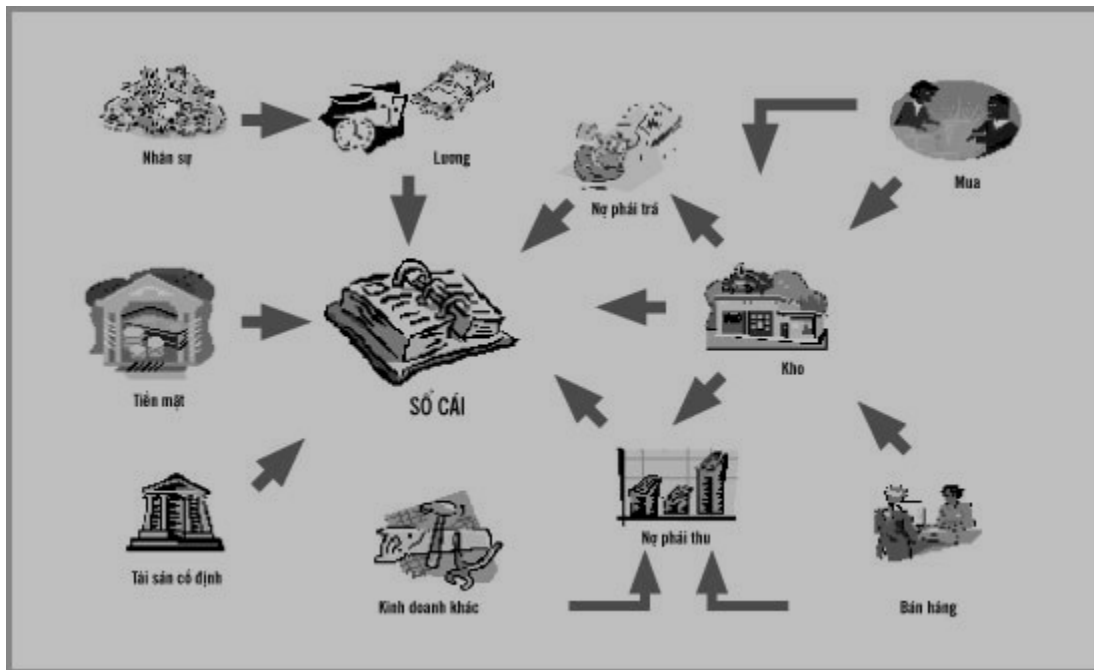 Nhân sự
Lương
Nợ phải trả
Mua
Tiền mặt
SỔ CÁI
Kho
Tài sản cố định
Kinh doanh khác
Nợ phải thu
Bán hàng